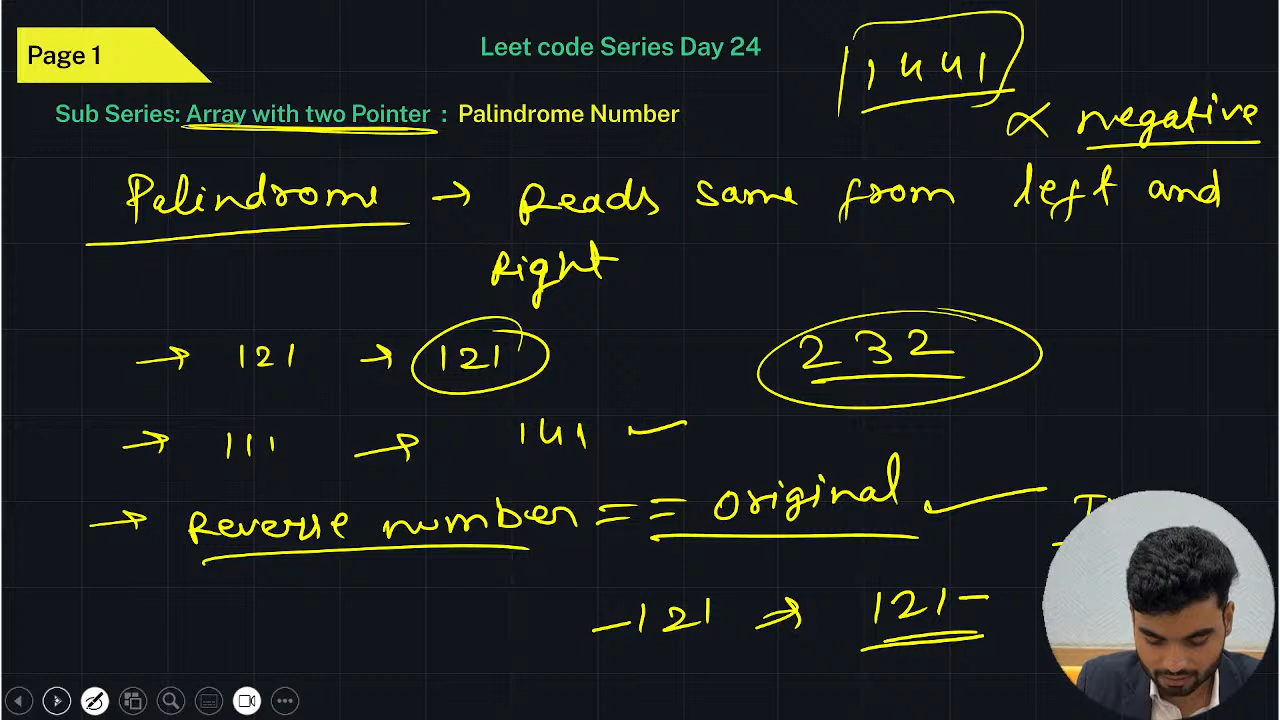 Page 1
Leet code Series Day 24
1441
Sub Series: Array with two Pointer : Palindrome Number
∝ negative
Palindrome → Reads same from left and
Right
→ 121 → 121
232
→ 111 → 141 ✓
→ Reverse number == original ✓
-121 ⇒ 121-